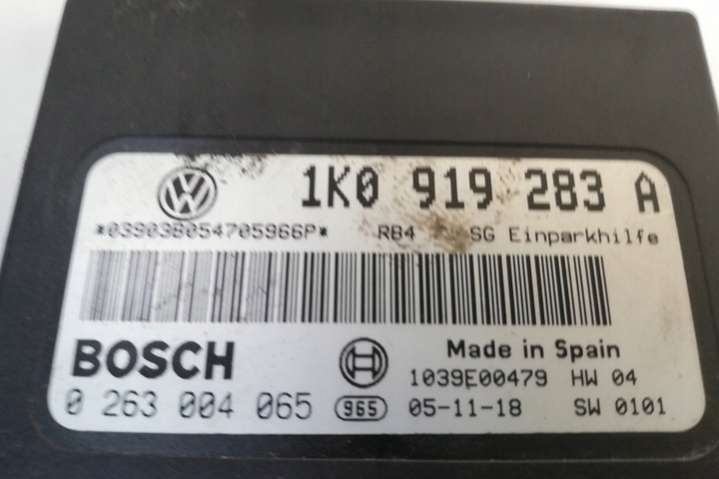 1K0 919 283 A
*03903B054705966P* RB4 SG Einparkhilfe
BOSCH
Made in Spain
1039E00479 HW 04
0 263 004 065 965 05-11-18 SW 0101